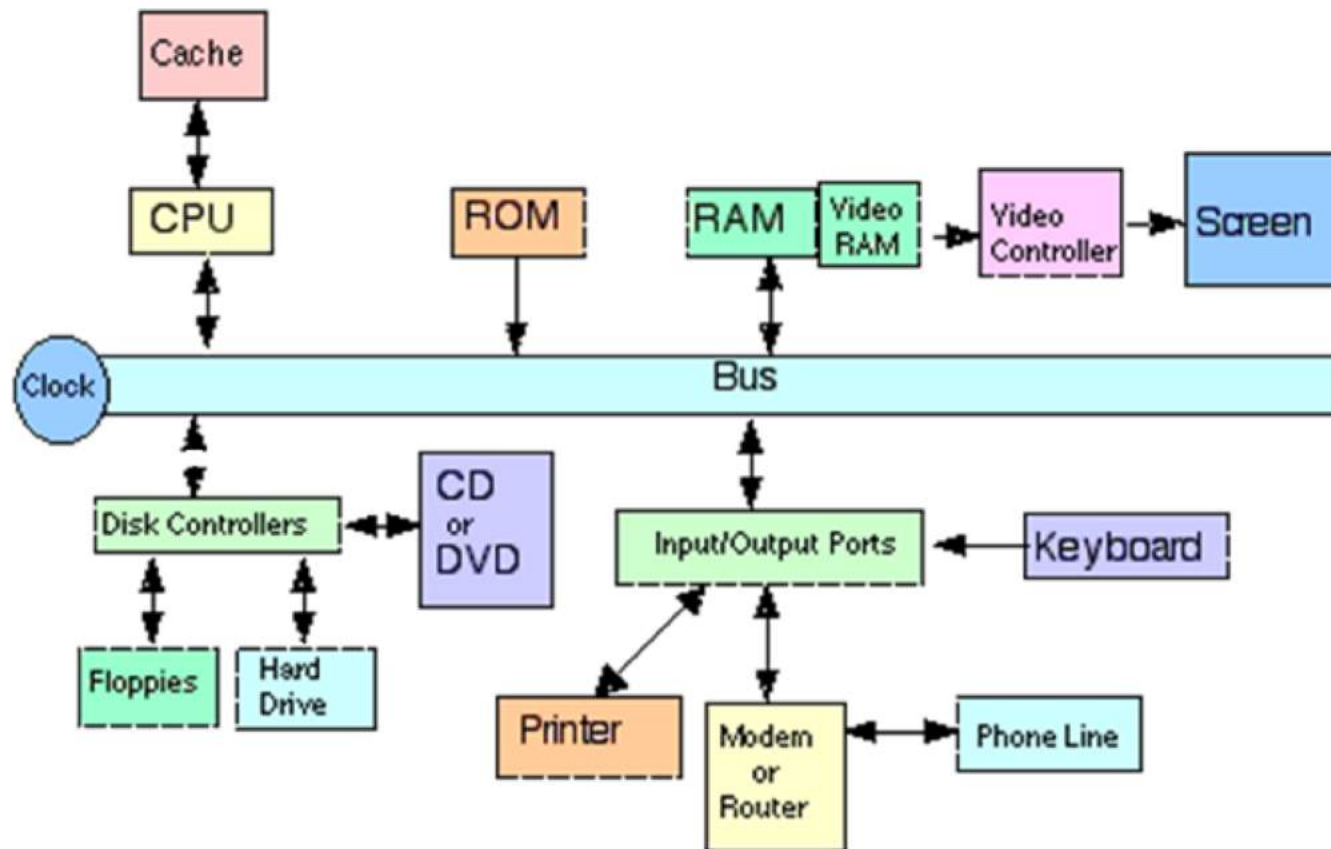 Cache
CPU
ROM
RAM
Video
RAM
Video
Controller
Screen
Clock
Bus
Disk Controllers
CD
or
DVD
Input/Output Ports
Keyboard
Floppies
Hard
Drive
Printer
Modem
or
Router
Phone Line